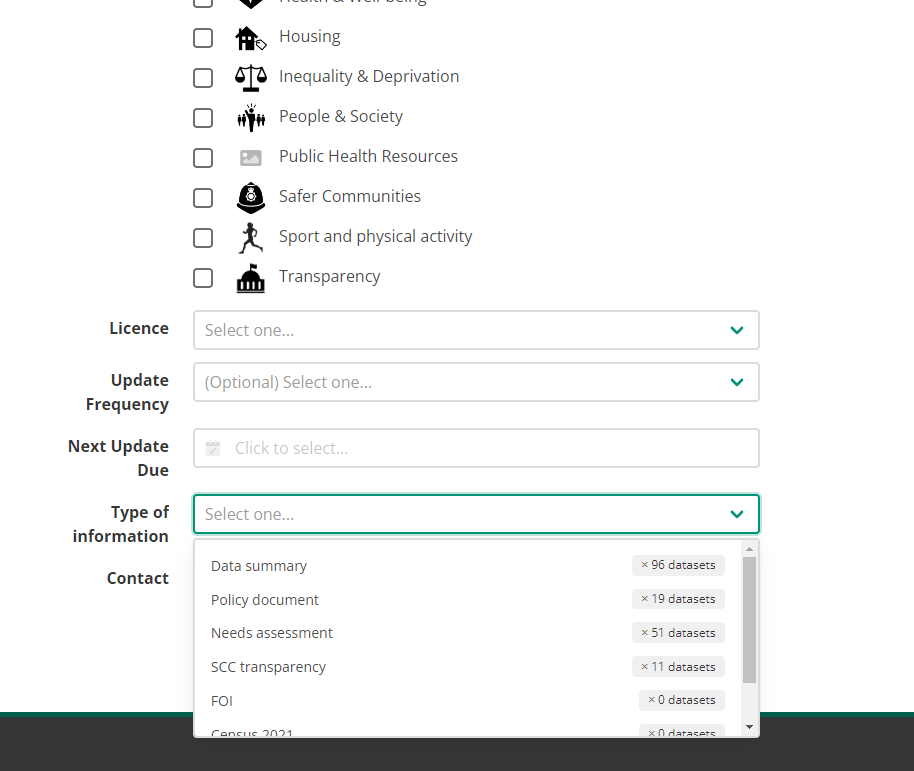 Health & Well-being
Housing
Inequality & Deprivation
People & Society
Public Health Resources
Safer Communities
Sport and physical activity
Transparency
Licence
Select one...
Update
Frequency
(Optional) Select one...
Next Update
Due
Click to select...
Type of
information
Select one...
Contact
Data summary
× 96 datasets
Policy document
× 19 datasets
Needs assessment
× 51 datasets
SCC transparency
× 11 datasets
FOI
× 0 datasets
Census 2021
× 0 datasets